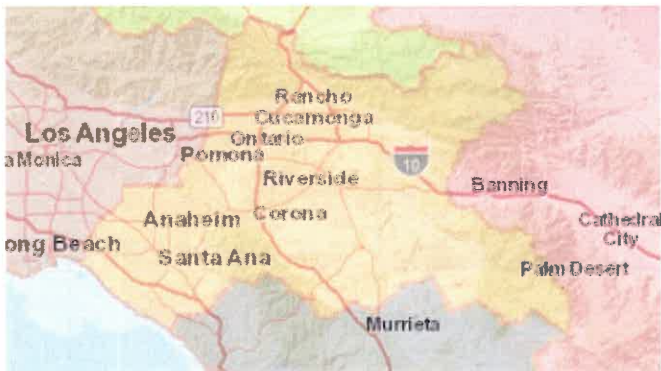 Rancho
Cucamonga
210
Los Angeles
Ontario
a Monica
Pomona
10
Riverside
Banning
Anaheim
Corona
Cathedral
City
ong Beach
Santa Ana
Palm Desert
Murrieta